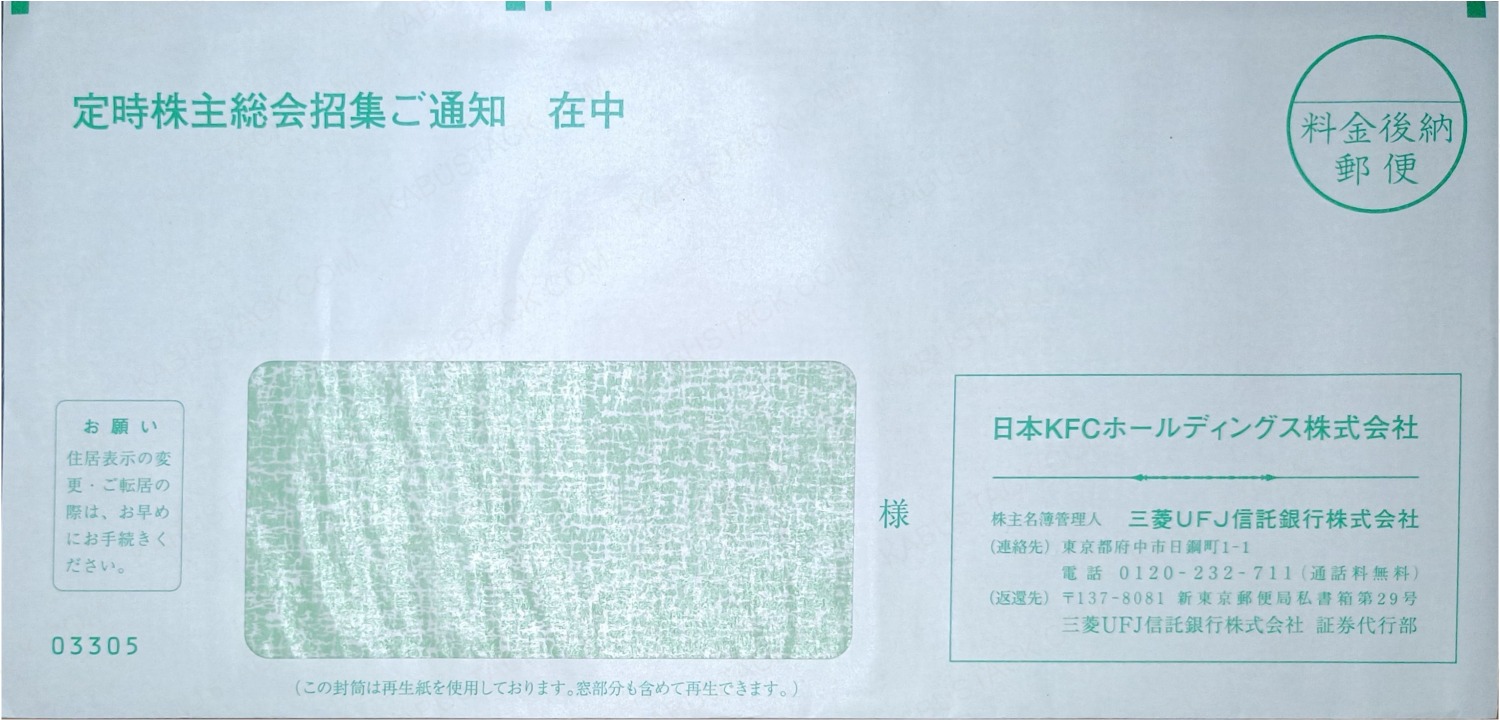 定時株主総会招集ご通知　在中
料金後納
郵便
お願い
住居表示の変
更・ご転居の
際は、お早め
にお手続きく
ださい。
03305
様
(この封筒は再生紙を使用しております。窓部分も含めて再生できます。)
日本KFCホールディングス株式会社
株主名簿管理人　三菱UFJ信託銀行株式会社
(連絡先) 東京都府中市日鋼町1-1
電話 0120-232-711(通話料無料)
(返還先) 〒137-8081 新東京郵便局私書箱第29号
三菱UFJ信託銀行株式会社 証券代行部
KABUSTACK.COM